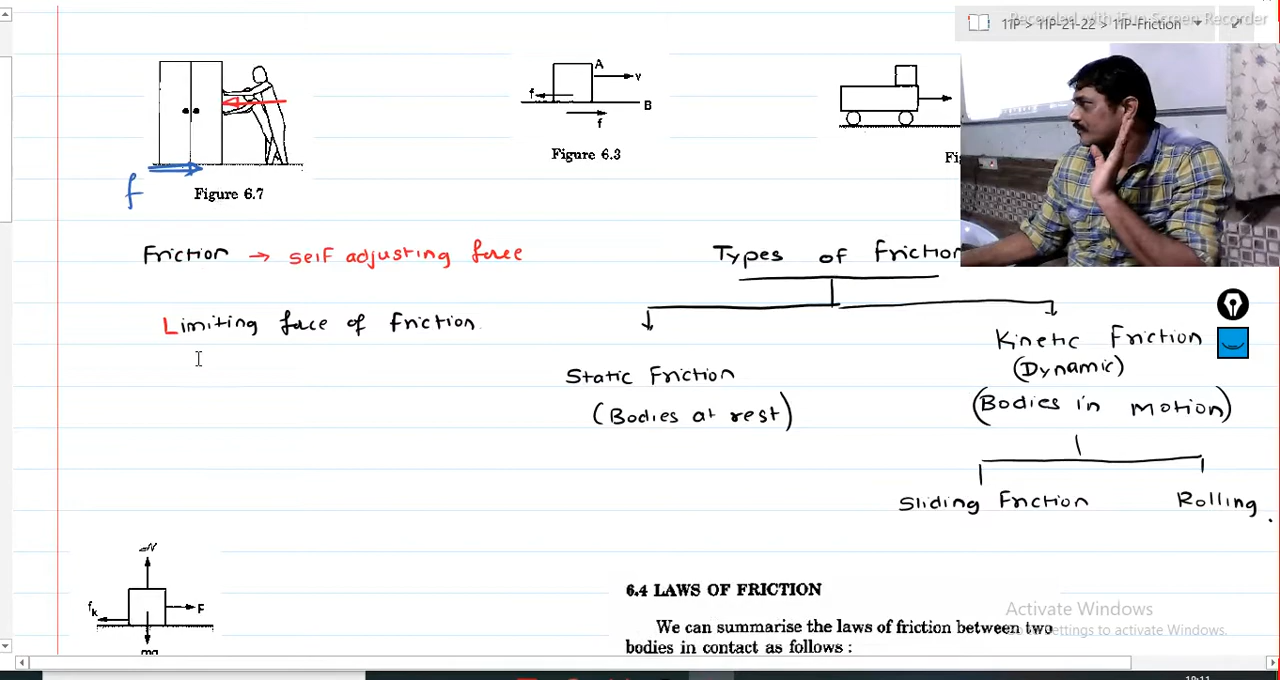 Recorded with iFun Screen Recorder
11P > 11P-21-22 > 11P-Friction
A
v
f
B
f
Figure 6.3
f
Figure 6.7
Friction → self adjusting force
Limiting force of friction.
Types of friction
Static Friction
(Bodies at rest)
Kinetic Friction
(Dynamic)
(Bodies in motion)
Sliding Friction
Rolling.
N
fk
F
mg
6.4 LAWS OF FRICTION
We can summarise the laws of friction between two
bodies in contact as follows :
Activate Windows
Go to Settings to activate Windows.